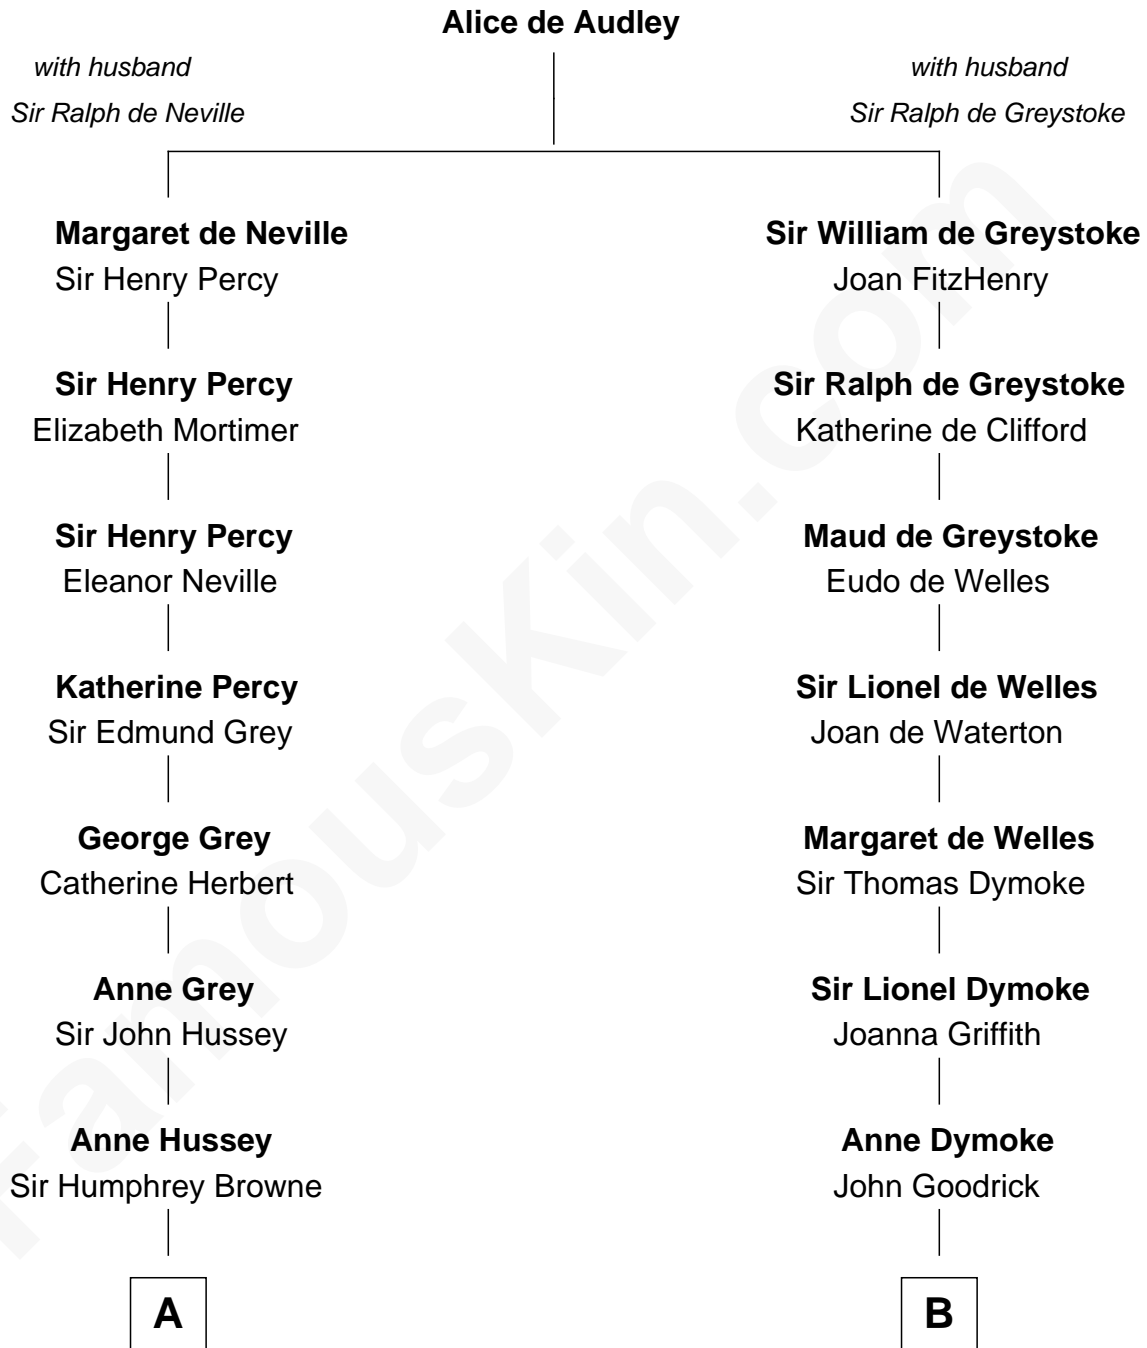 Alice de Audley
with husband
Sir Ralph de Neville
with husband
Sir Ralph de Greystoke
Margaret de Neville
Sir Henry Percy
Sir William de Greystoke
Joan FitzHenry
Sir Henry Percy
Elizabeth Mortimer
Sir Ralph de Greystoke
Katherine de Clifford
Sir Henry Percy
Eleanor Neville
Maud de Greystoke
Eudo de Welles
Katherine Percy
Sir Edmund Grey
Sir Lionel de Welles
Joan de Waterton
George Grey
Catherine Herbert
Margaret de Welles
Sir Thomas Dymoke
Anne Grey
Sir John Hussey
Sir Lionel Dymoke
Joanna Griffith
Anne Hussey
Sir Humphrey Browne
Anne Dymoke
John Goodrick
A
B
FamousKin.com